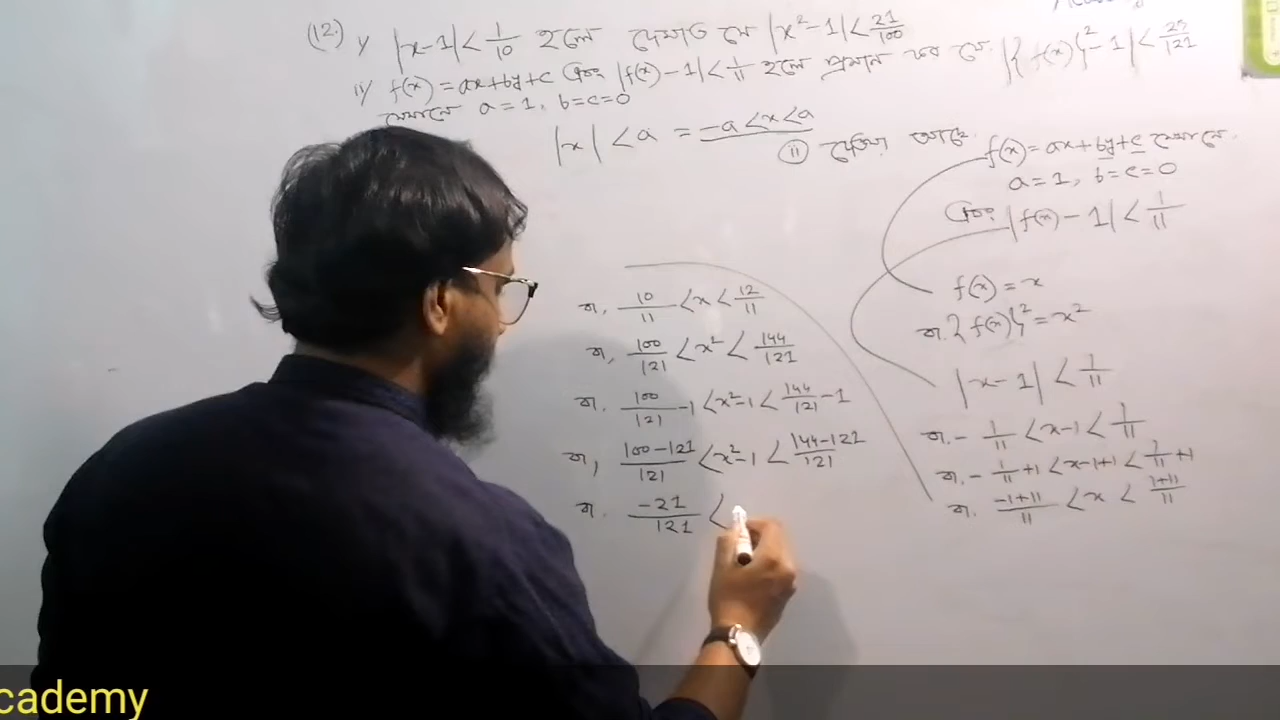 (12) i) |x-1| < 1/10 হলে দেখাও যে |x²-1| < 21/100
ii) f(x) = ax+by+c এবং |f(x)-1| < 1/11 হলে প্রমাণ কর যে |{f(x)}²-1| < 23/121
যেখানে a=1, b=c=0
|x| < a = -a < x < a
(ii) দেওয়া আছে,
f(x) = ax+by+c যেখানে,
a=1, b=c=0
এবং |f(x)-1| < 1/11
f(x) = x
বা, {f(x)}² = x²
|x-1| < 1/11
বা, -1/11 < x-1 < 1/11
বা, -1/11+1 < x-1+1 < 1/11+1
বা, (-1+11)/11 < x < (1+11)/11
বা, 10/11 < x < 12/11
বা, 100/121 < x² < 144/121
বা, 100/121-1 < x²-1 < 144/121-1
বা, (100-121)/121 < x²-1 < (144-121)/121
বা, -21/121 <
cademy